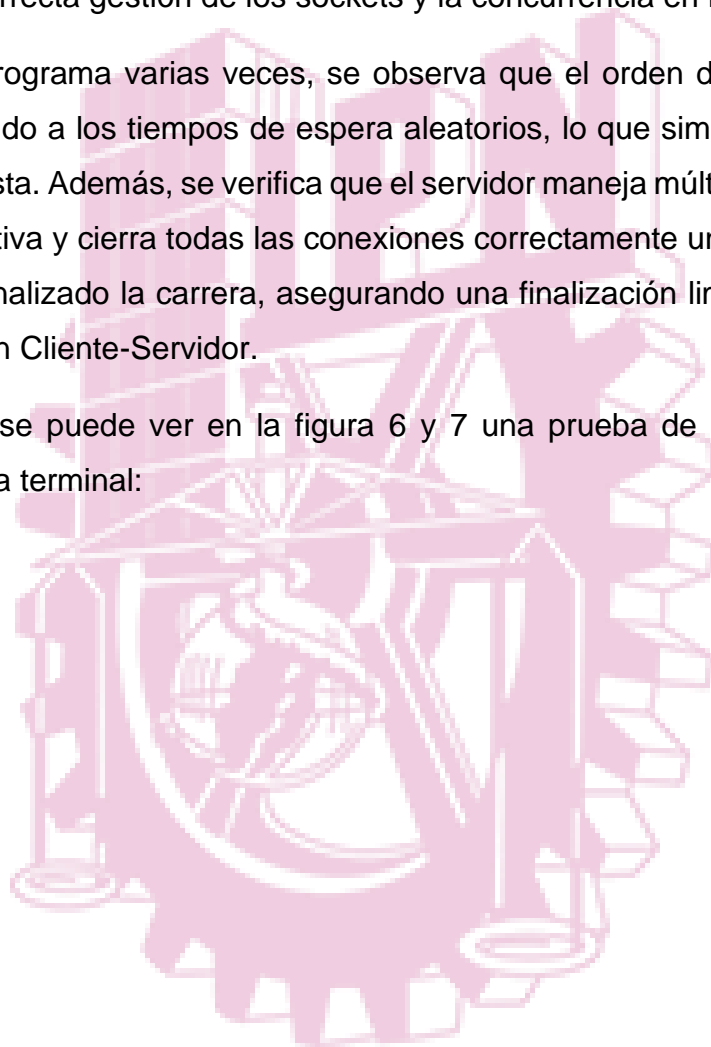 rrecta gestión de los sockets y la concurrencia en
rograma varias veces, se observa que el orden d
do a los tiempos de espera aleatorios, lo que sim
sta. Además, se verifica que el servidor maneja múlt
tiva y cierra todas las conexiones correctamente un
nalizado la carrera, asegurando una finalización lim
n Cliente-Servidor.
se puede ver en la figura 6 y 7 una prueba de
a terminal:
IPN